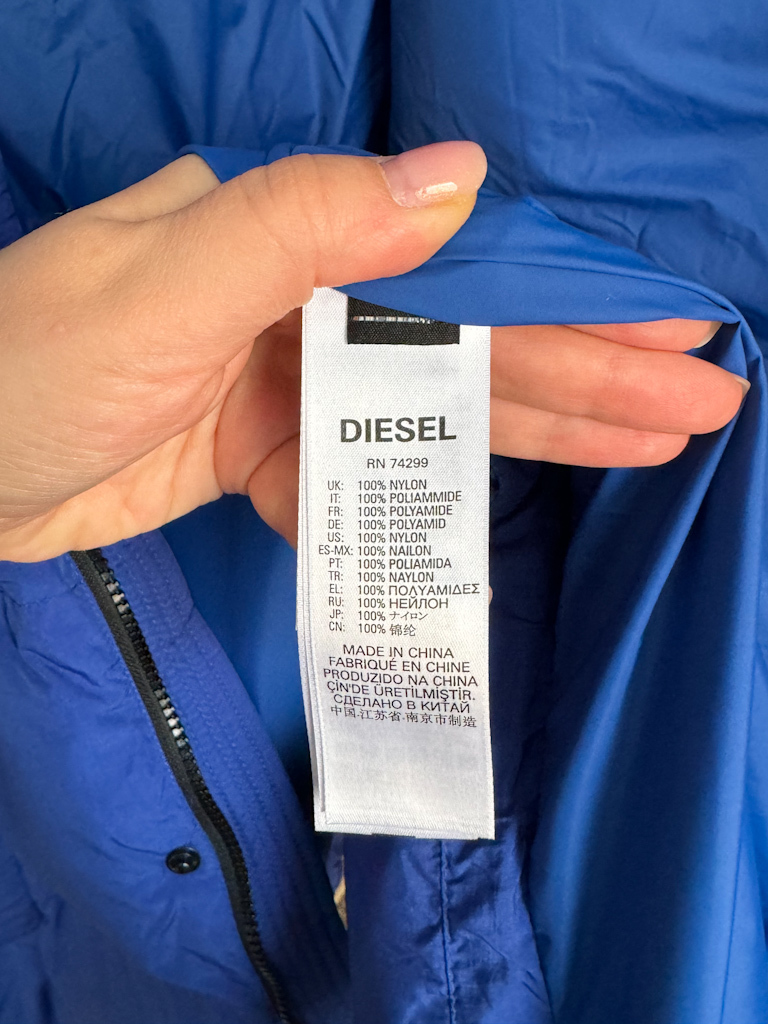 DIESEL
RN 74299
UK: 100% NYLON
IT: 100% POLIAMMIDE
FR: 100% POLYAMIDE
DE: 100% POLYAMID
US: 100% NYLON
ES-MX: 100% NAILON
PT: 100% POLIAMIDA
TR: 100% NAYLON
EL: 100% ΠΟΛΥΑΜΙΔΕΣ
RU: 100% НЕЙЛОН
JP: 100% ナイロン
CN: 100% 锦纶
MADE IN CHINA
FABRIQUÉ EN CHINE
PRODUZIDO NA CHINA
ÇİN'DE ÜRETİLMİŞTİR.
СДЕЛАНО В КИТАЙ
中国.江苏省.南京市制造